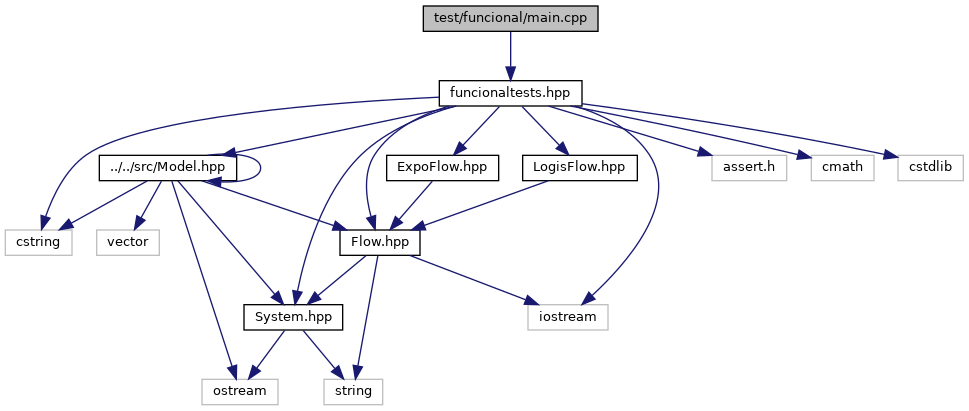 test/funcional/main.cpp
funcionaltests.hpp
../../src/Model.hpp
ExpoFlow.hpp
LogisFlow.hpp
assert.h
cmath
cstdlib
cstring
vector
Flow.hpp
System.hpp
iostream
ostream
string